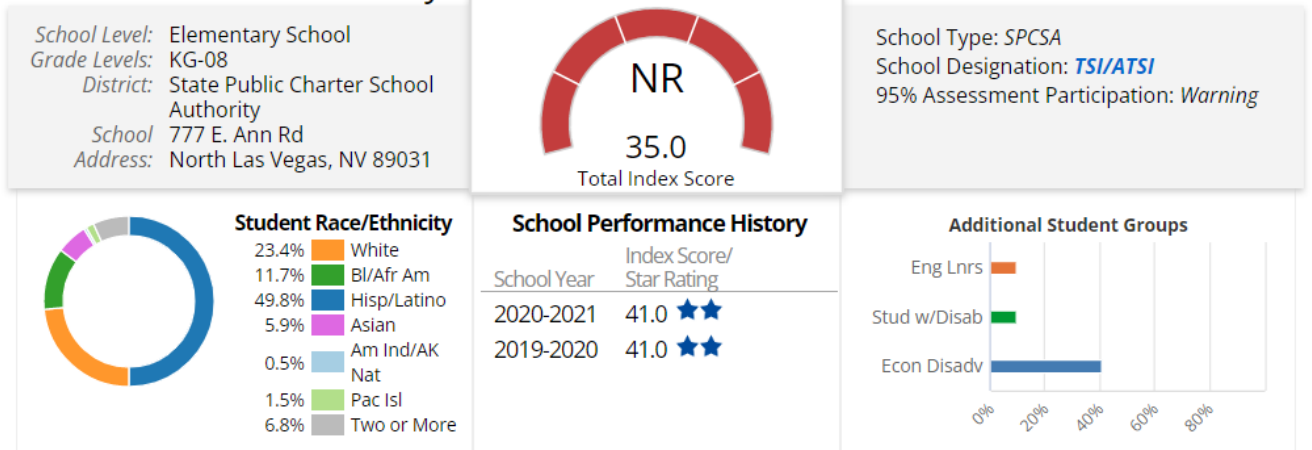 School Level: Elementary School
Grade Levels: KG-08
District: State Public Charter School
Authority
School 777 E. Ann Rd
Address: North Las Vegas, NV 89031
NR
35.0
Total Index Score
School Type: SPCSA
School Designation: TSI/ATSI
95% Assessment Participation: Warning
Student Race/Ethnicity
23.4% White
11.7% Bl/Afr Am
49.8% Hisp/Latino
5.9% Asian
0.5% Am Ind/AK
Nat
1.5% Pac Isl
6.8% Two or More
School Performance History
School Year Index Score/
Star Rating
2020-2021 41.0
2019-2020 41.0
Additional Student Groups
Eng Lnrs
Stud w/Disab
Econ Disadv
0% 20% 40% 60% 80%